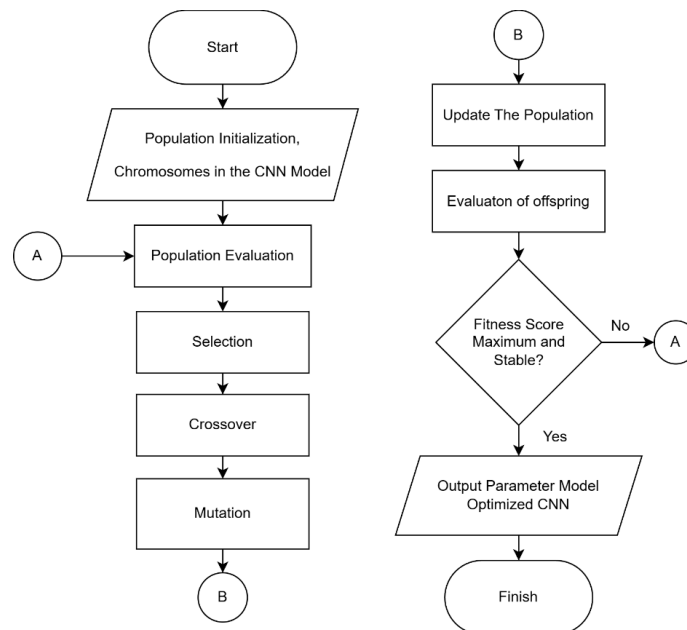 Start
Population Initialization,
Chromosomes in the CNN Model
A
Population Evaluation
Selection
Crossover
Mutation
B
B
Update The Population
Evaluaton of offspring
Fitness Score
Maximum and
Stable?
No
A
Yes
Output Parameter Model
Optimized CNN
Finish